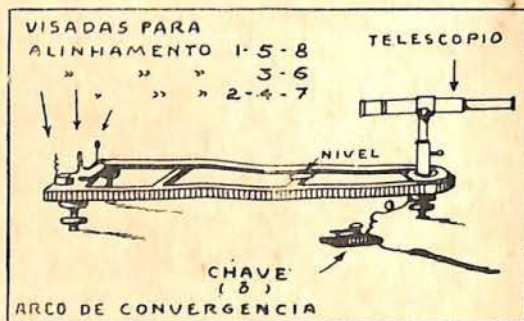 VISADAS PARA
ALINHAMENTO 1-5-8
" " " 3-6
" " " 2-4-7
TELESCOPIO
NIVEL
CHAVE
(8)
ARCO DE CONVERGENCIA